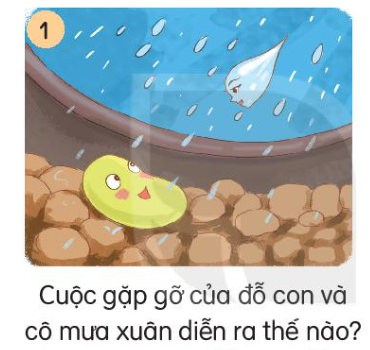 1
Cuộc gặp gỡ của đỗ con và
cô mưa xuân diễn ra thế nào?